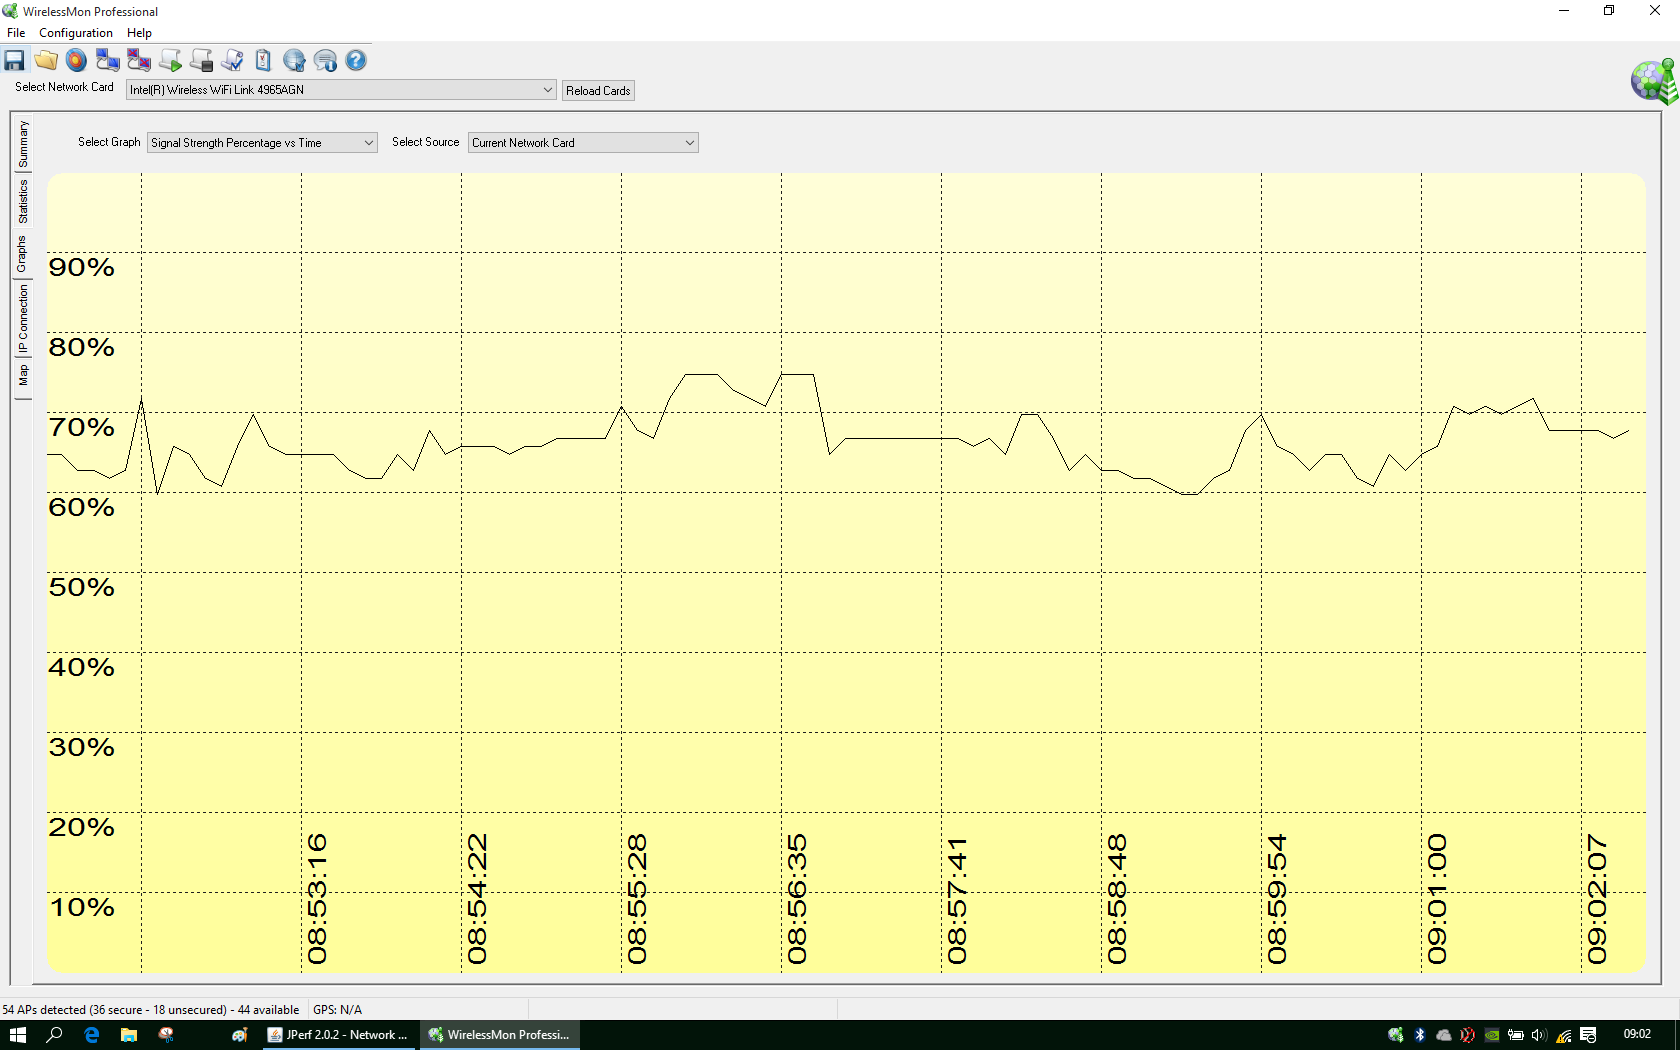 WirelessMon Professional
File Configuration Help
Select Network Card Intel(R) Wireless WiFi Link 4965AGN Reload Cards
Summary
Statistics
Graphs
IP Connection
Map
Select Graph Signal Strength Percentage vs Time Select Source Current Network Card
90%
80%
70%
60%
50%
40%
30%
20%
10%
08:53:16
08:54:22
08:55:28
08:56:35
08:57:41
08:58:48
08:59:54
09:01:00
09:02:07
54 APs detected (36 secure - 18 unsecured) - 44 available GPS: N/A
JPerf 2.0.2 - Network ... WirelessMon Professi... 09:02